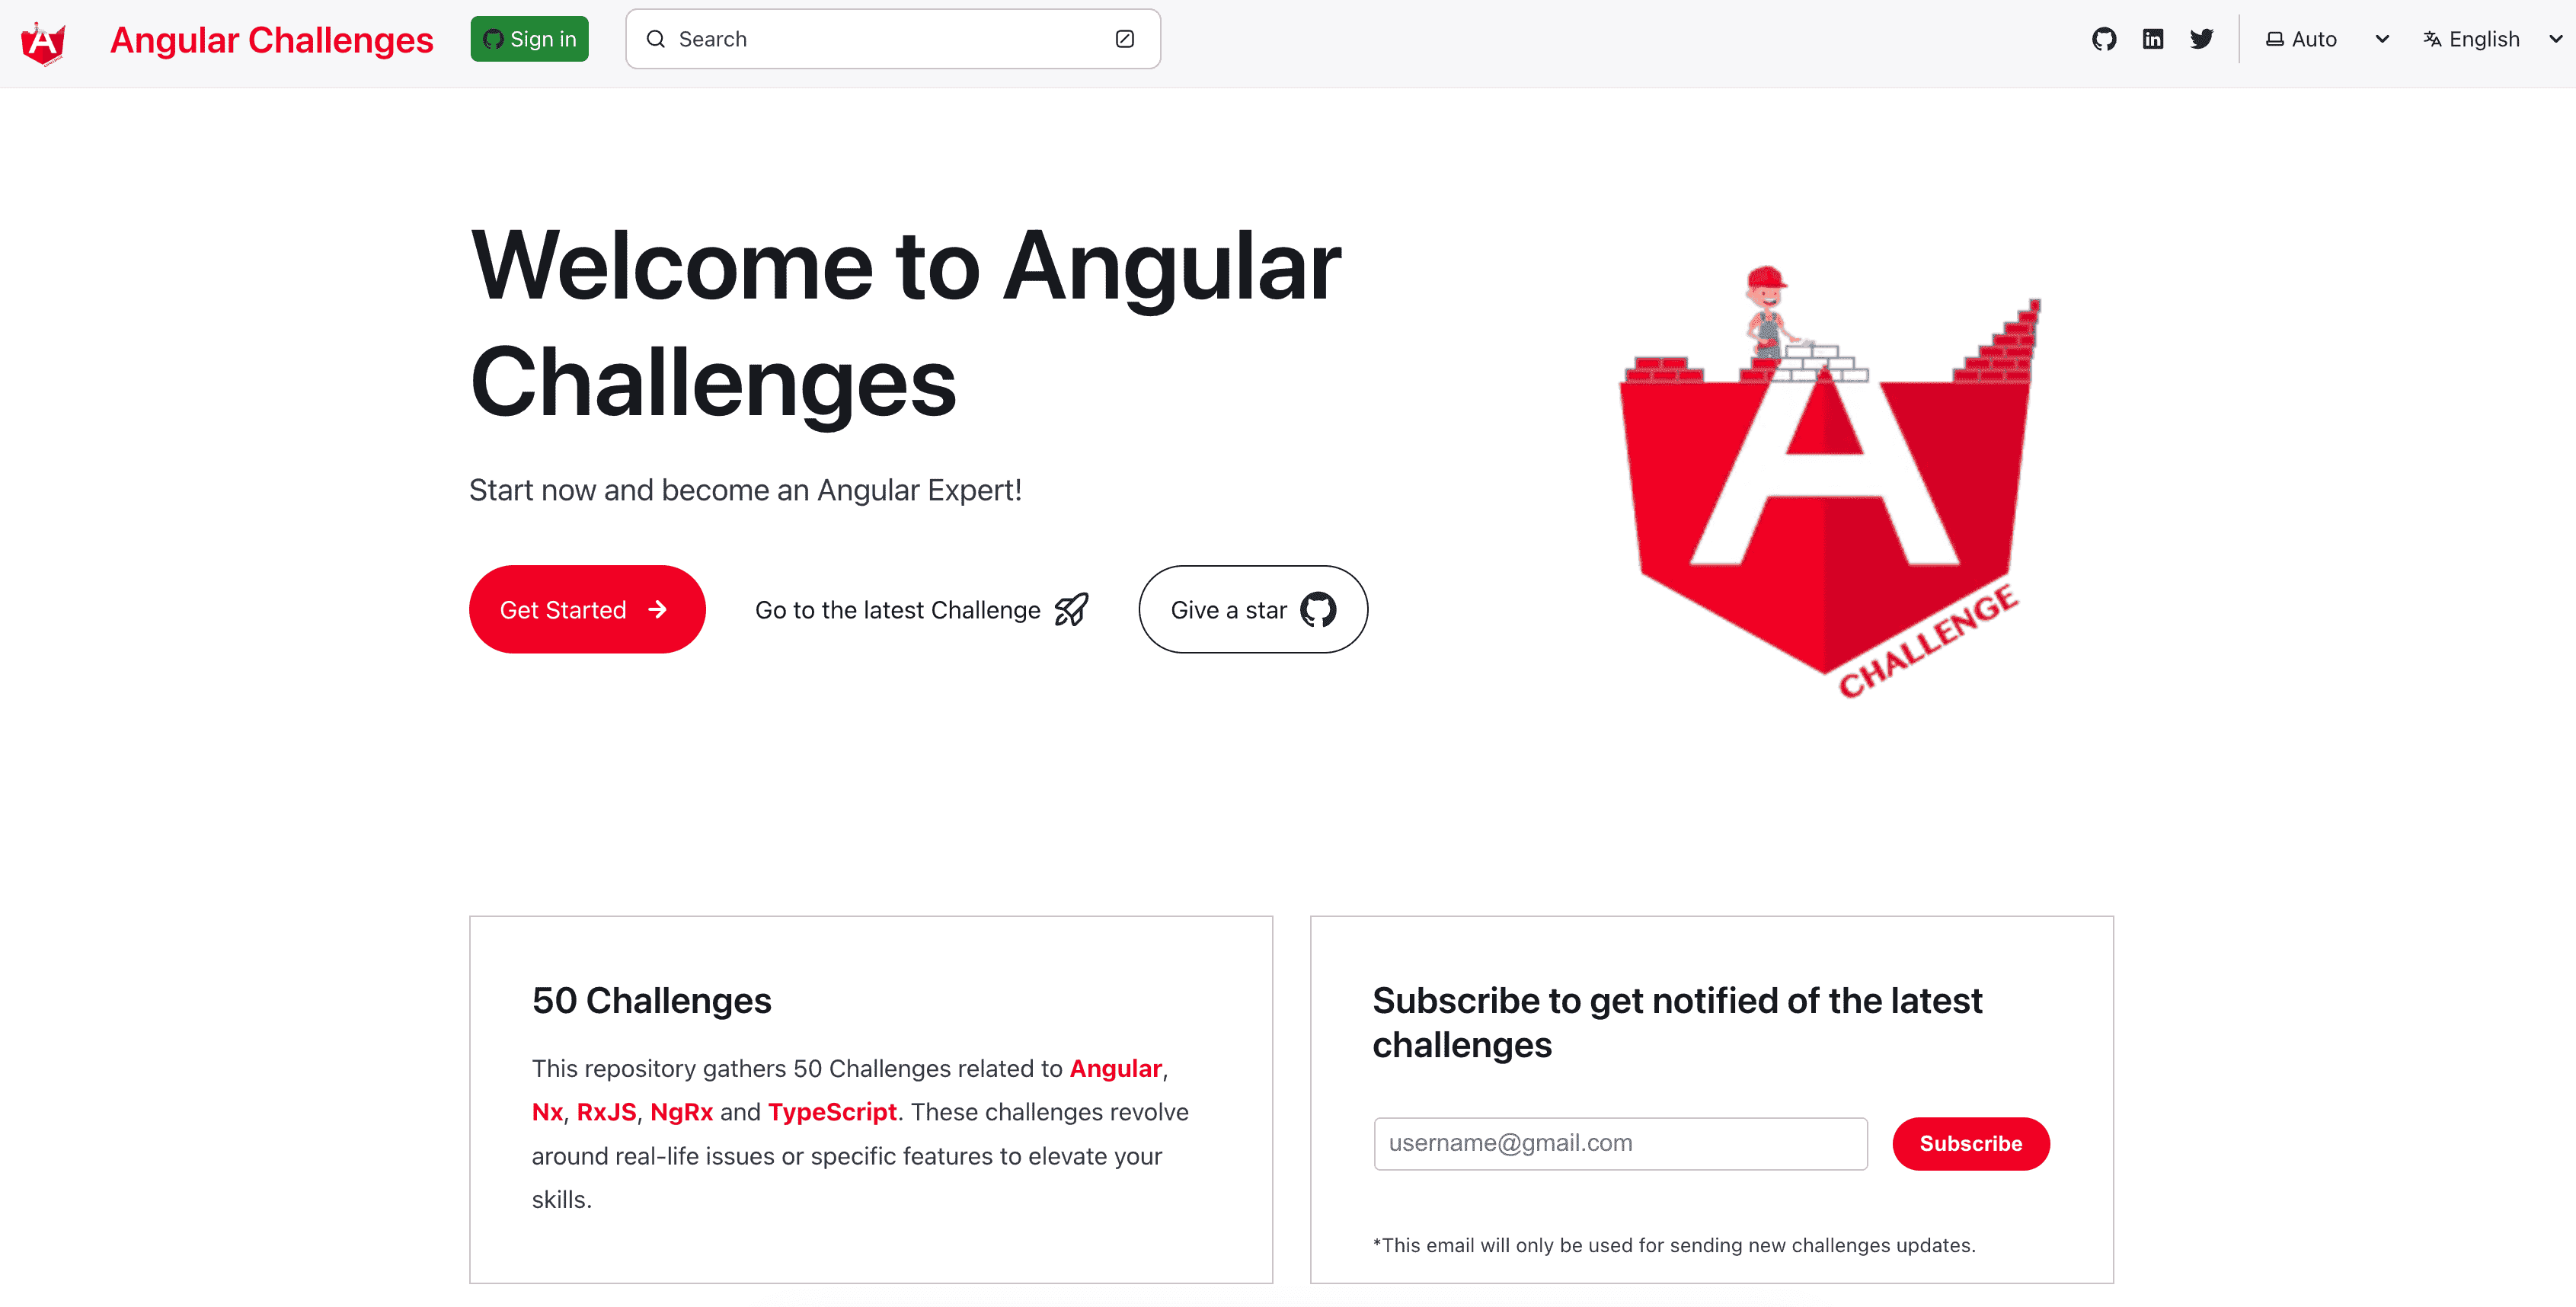 Angular Challenges
Sign in
Search
Auto
English
Welcome to Angular
Challenges
Start now and become an Angular Expert!
Get Started
Go to the latest Challenge
Give a star
A
CHALLENGE
50 Challenges
This repository gathers 50 Challenges related to Angular,
Nx, RxJS, NgRx and TypeScript. These challenges revolve
around real-life issues or specific features to elevate your
skills.
Subscribe to get notified of the latest
challenges
username@gmail.com
Subscribe
*This email will only be used for sending new challenges updates.